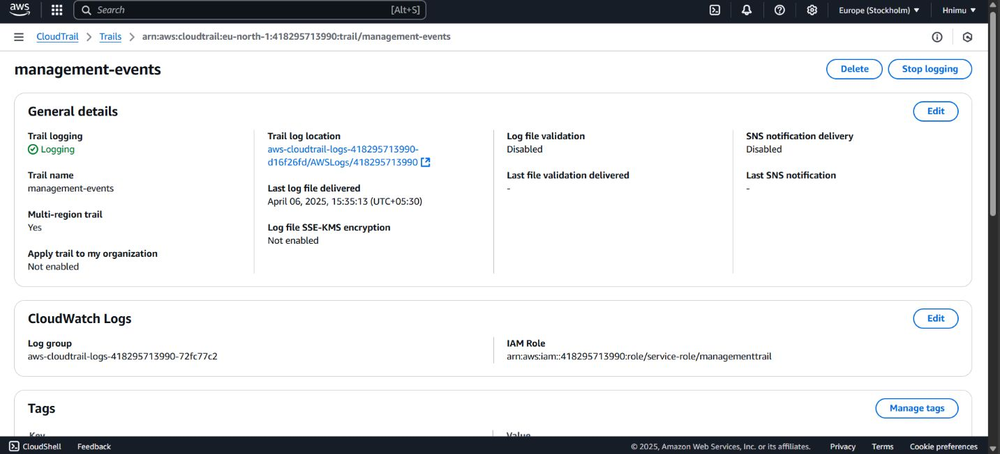 aws
Search
[Alt+S]
Europe (Stockholm)
Hnimu
CloudTrail
Trails
arn:aws:cloudtrail:eu-north-1:418295713990:trail/management-events
management-events
Delete
Stop logging
General details
Edit
Trail logging
Logging
Trail name
management-events
Multi-region trail
Yes
Apply trail to my organization
Not enabled
Trail log location
aws-cloudtrail-logs-418295713990-
d16f26fd/AWSLogs/418295713990
Last log file delivered
April 06, 2025, 15:35:13 (UTC+05:30)
Log file SSE-KMS encryption
Not enabled
Log file validation
Disabled
Last file validation delivered
-
SNS notification delivery
Disabled
Last SNS notification
-
CloudWatch Logs
Edit
Log group
aws-cloudtrail-logs-418295713990-72fc77c2
IAM Role
arn:aws:iam::418295713990:role/service-role/managementtrail
Tags
Manage tags
Key
Value
CloudShell
Feedback
© 2025, Amazon Web Services, Inc. or its affiliates.
Privacy
Terms
Cookie preferences